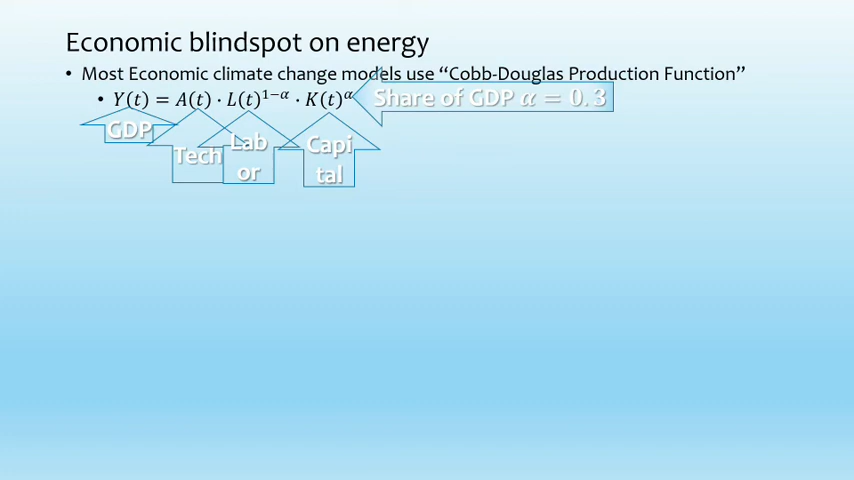 Economic blindspot on energy
• Most Economic climate change models use “Cobb-Douglas Production Function”
• Y(t) = A(t) · L(t)^{1−α} · K(t)^α
Share of GDP α = 0.3
GDP
Tech
Lab
or
Capi
tal